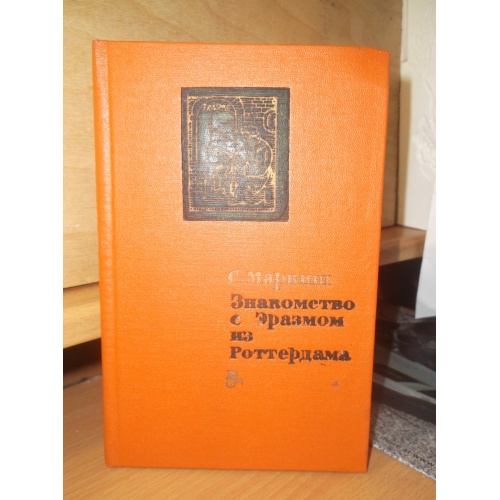 С. Маркиш
Знакомство
с Эразмом
из
Роттердама